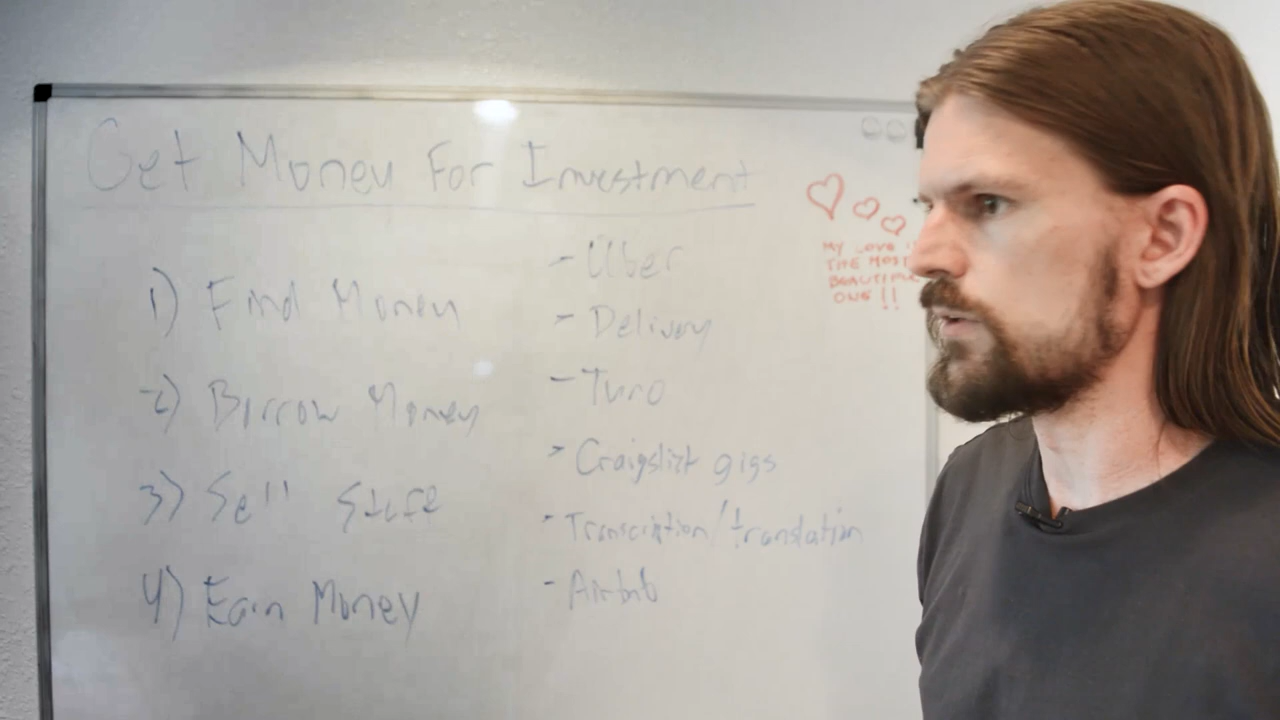 Get Money For Investment
1) Find Money
2) Borrow Money
3) Sell Stuff
4) Earn Money
- Uber
- Delivery
- Turo
- Craigslist gigs
- Transcription/translation
- Airbnb
MY LOVE
THE MOST
BEAUTIFUL
ONE !!